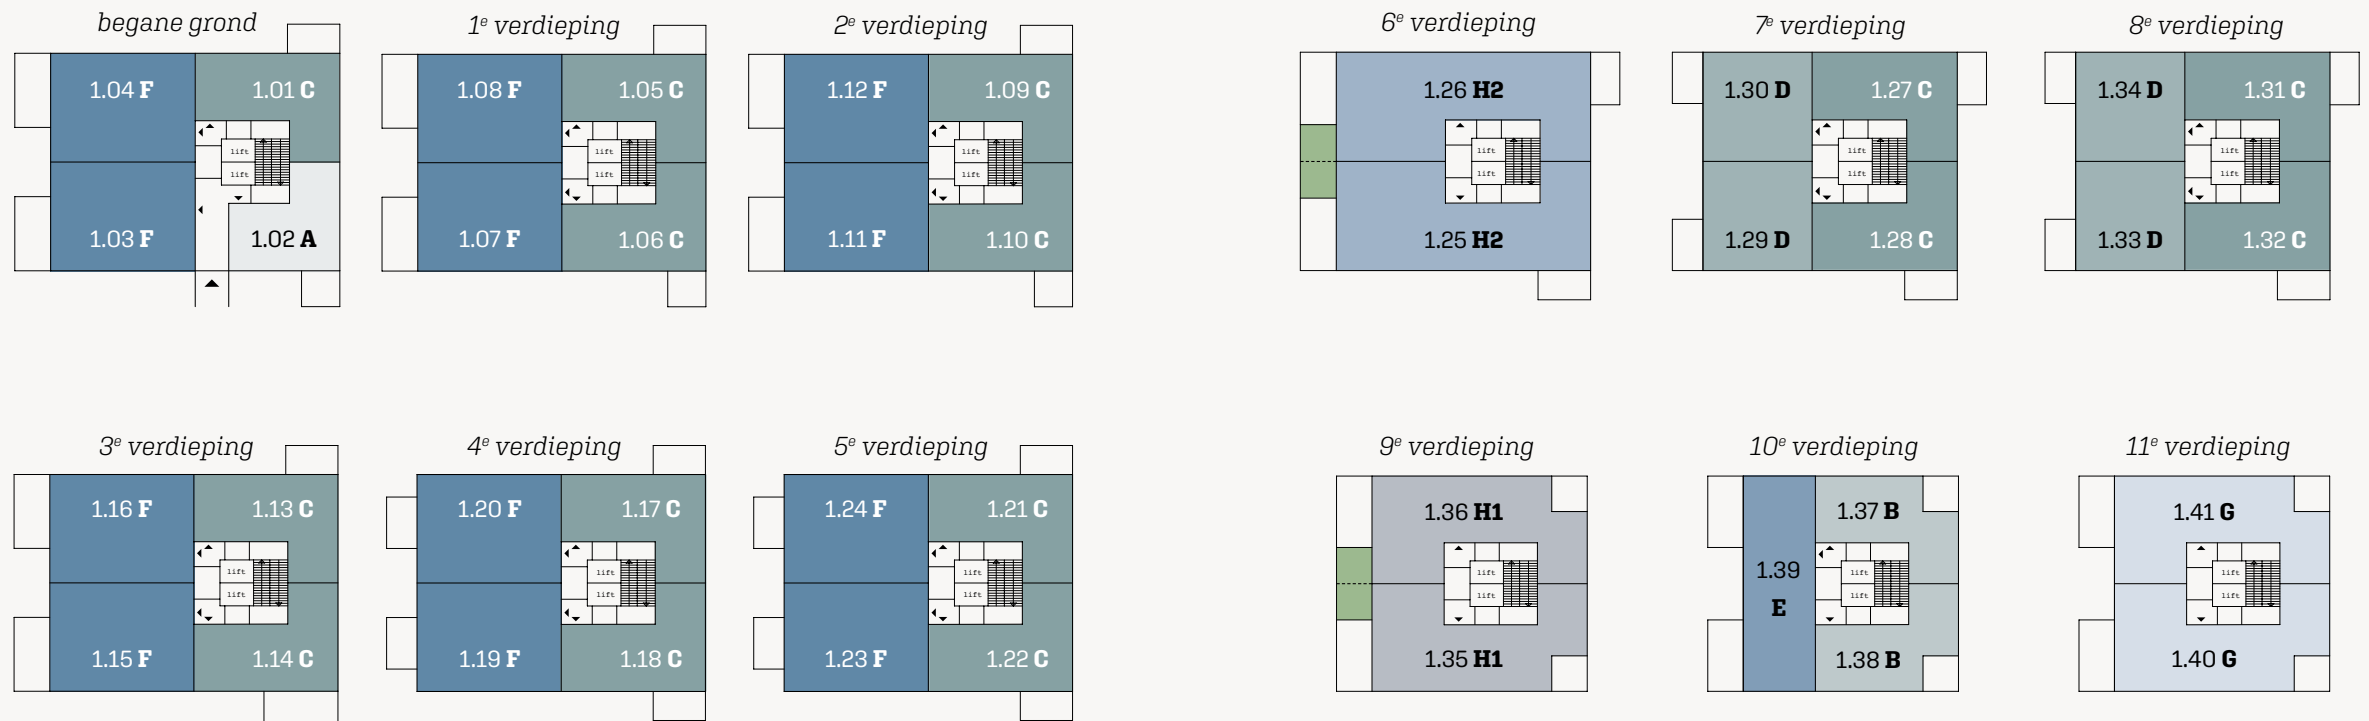 begane grond
1.04 F
1.01 C
lift
lift
1.03 F
1.02 A
1e verdieping
1.08 F
1.05 C
lift
lift
1.07 F
1.06 C
2e verdieping
1.12 F
1.09 C
lift
lift
1.11 F
1.10 C
6e verdieping
1.26 H2
lift
lift
1.25 H2
7e verdieping
1.30 D
1.27 C
lift
lift
1.29 D
1.28 C
8e verdieping
1.34 D
1.31 C
lift
lift
1.33 D
1.32 C
3e verdieping
1.16 F
1.13 C
lift
lift
1.15 F
1.14 C
4e verdieping
1.20 F
1.17 C
lift
lift
1.19 F
1.18 C
5e verdieping
1.24 F
1.21 C
lift
lift
1.23 F
1.22 C
9e verdieping
1.36 H1
lift
lift
1.35 H1
10e verdieping
1.37 B
1.39
E
lift
lift
1.38 B
11e verdieping
1.41 G
lift
lift
1.40 G